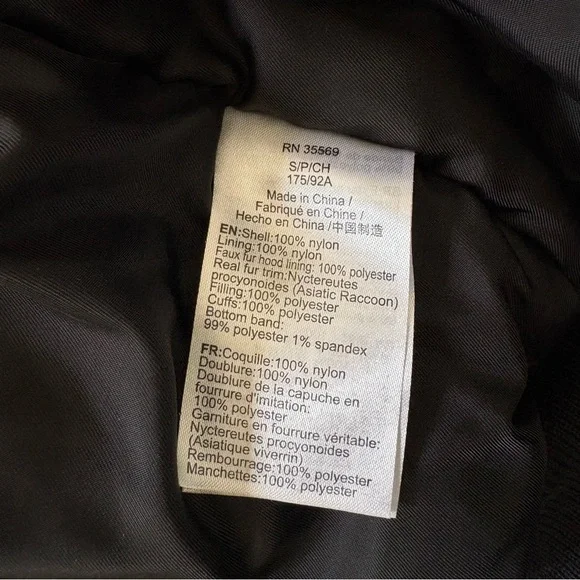 RN 35569
S/P/CH
175/92A
Made in China /
Fabriqué en Chine /
Hecho en China /中国制造
EN:Shell:100% nylon
Lining:100% nylon
Faux fur hood lining: 100% polyester
Real fur trim:Nyctereutes
procyonoides (Asiatic Raccoon)
Filling:100% polyester
Cuffs:100% polyester
Bottom band:
99% polyester 1% spandex
FR:Coquille:100% nylon
Doublure:100% nylon
Doublure de la capuche en
fourrure d'imitation:
100% polyester
Garniture en fourrure véritable:
Nyctereutes procyonoides
(Asiatique viverrin)
Rembourrage:100% polyester
Manchettes:100% polyester